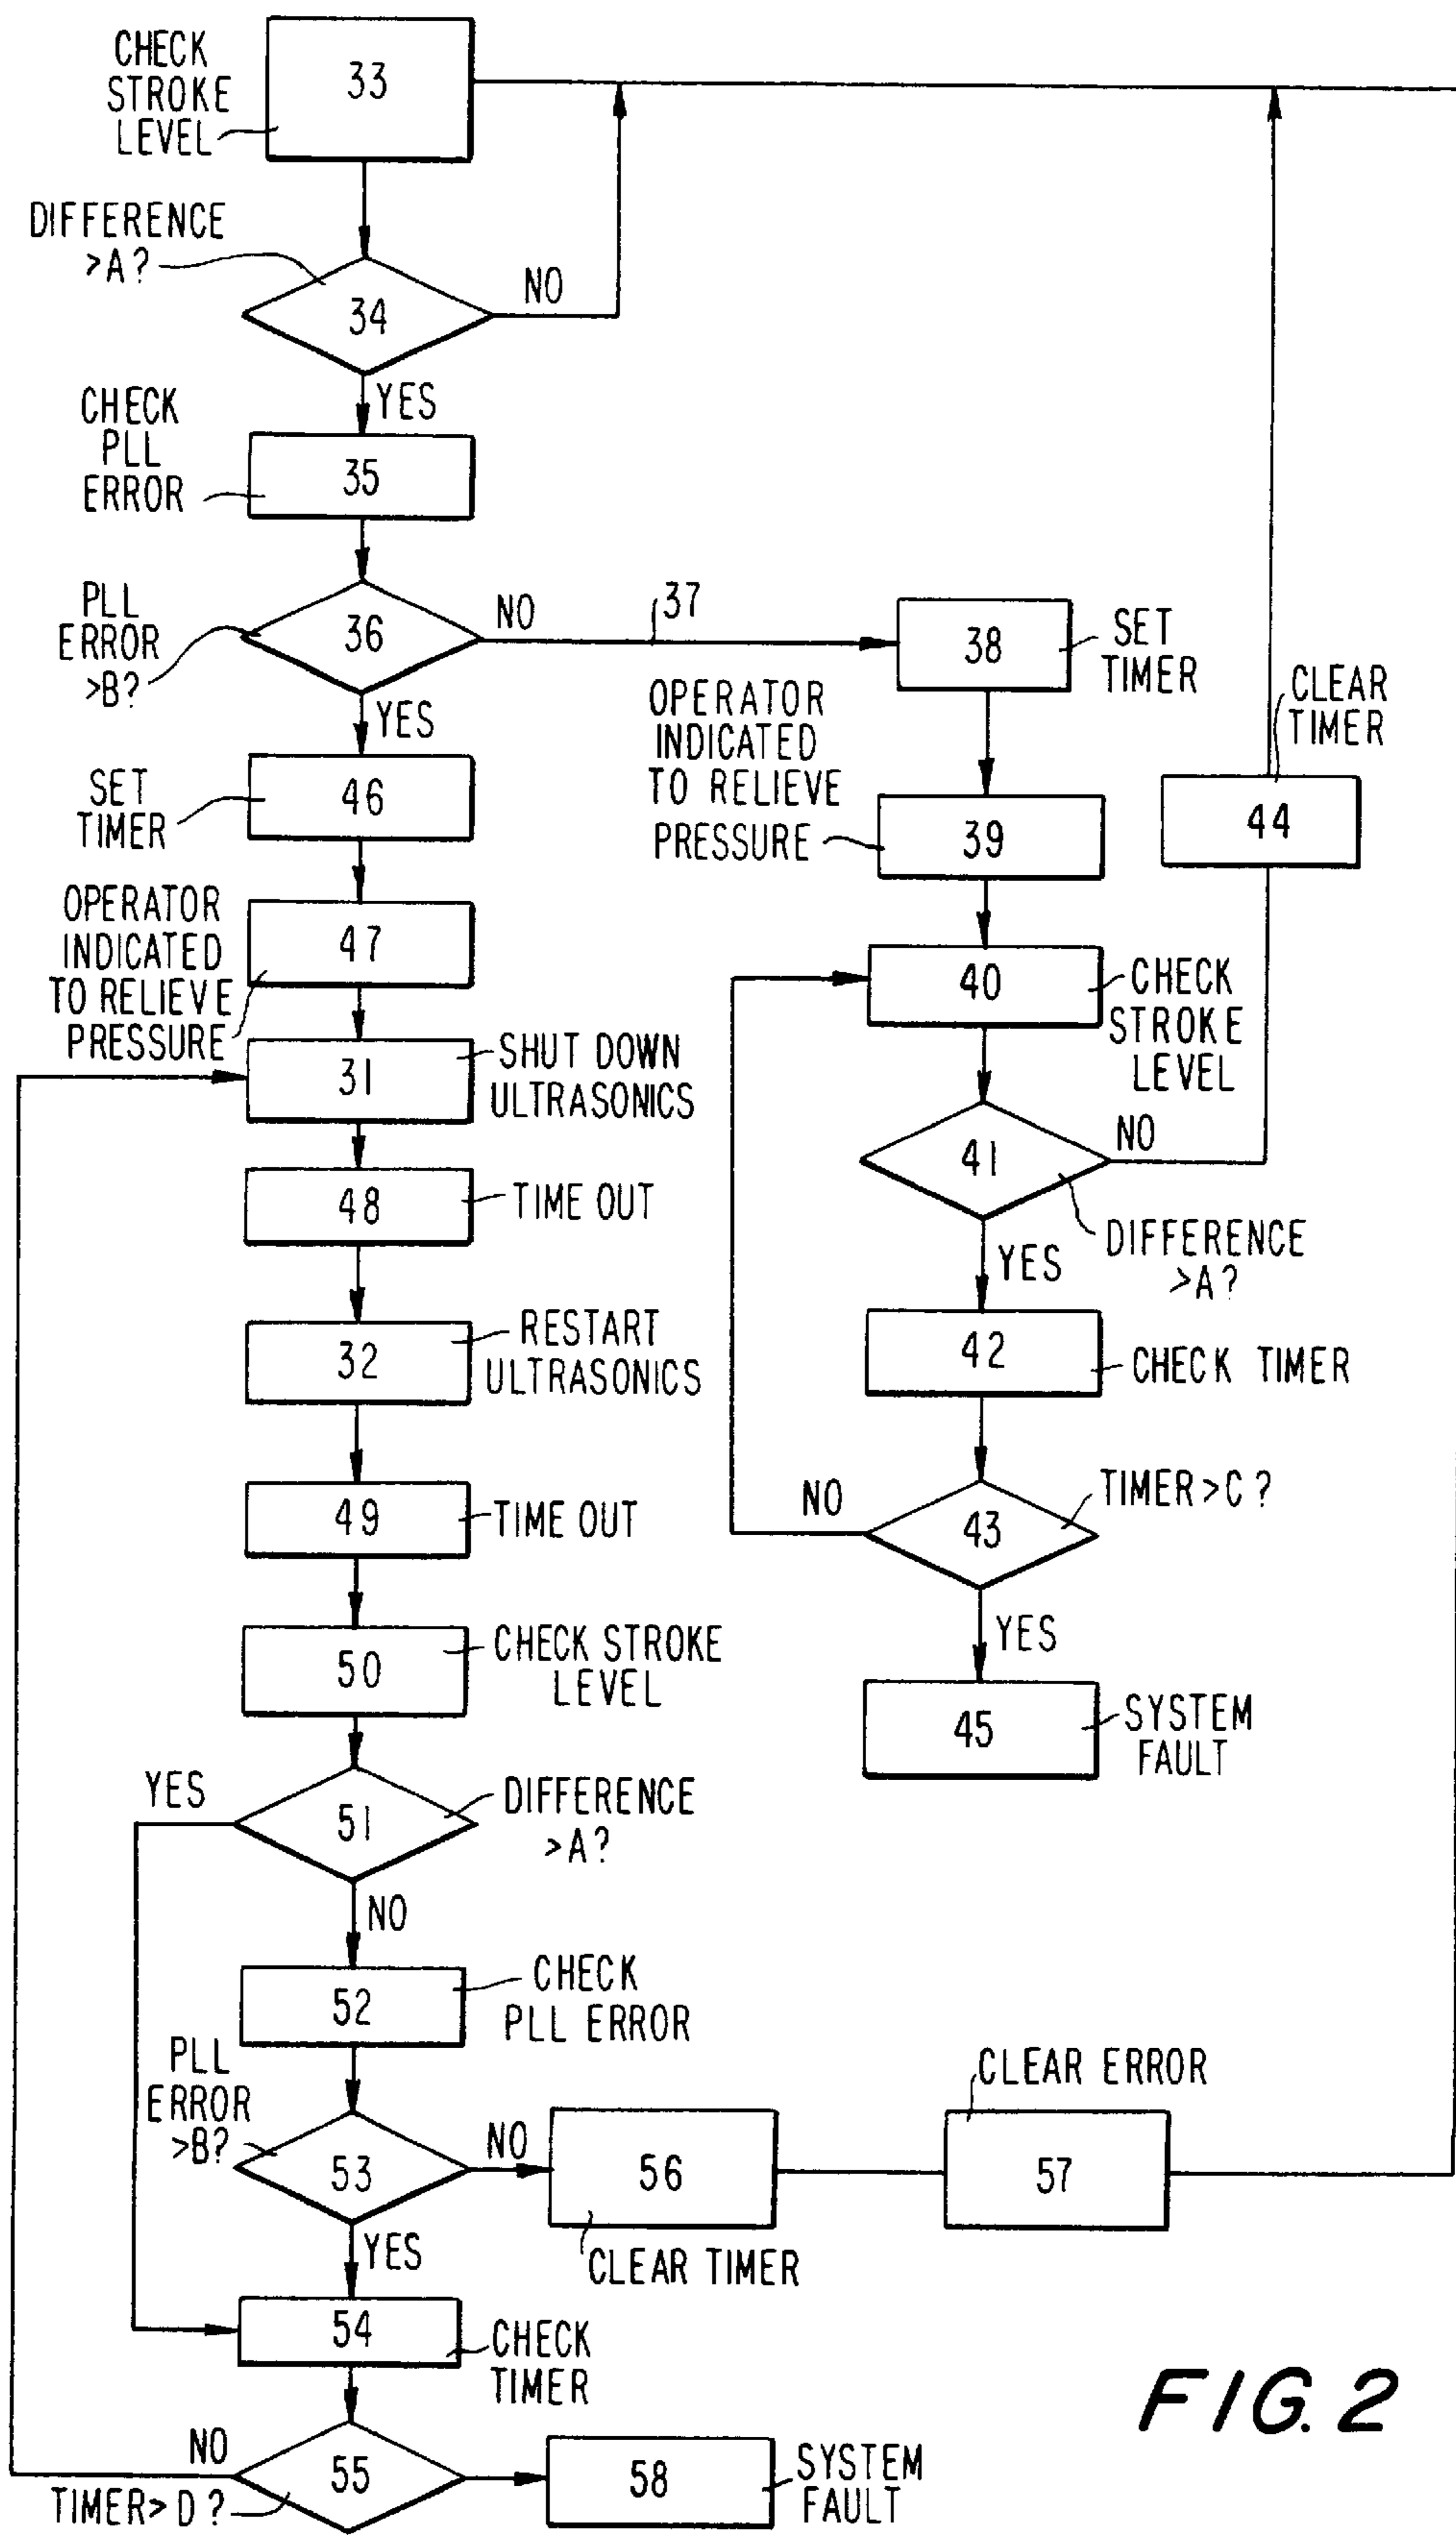 CHECK
STROKE
LEVEL
33
DIFFERENCE
>A?
34
NO
YES
CHECK
PLL
ERROR
35
PLL
ERROR
>B?
36
NO
37
YES
38
SET
TIMER
OPERATOR
INDICATED
TO RELIEVE
PRESSURE
39
CLEAR
TIMER
44
SET
TIMER
46
OPERATOR
INDICATED
TO RELIEVE
PRESSURE
47
40
CHECK
STROKE
LEVEL
31
SHUT DOWN
ULTRASONICS
41
NO
DIFFERENCE
>A?
YES
48
TIME OUT
32
RESTART
ULTRASONICS
42
CHECK TIMER
49
TIME OUT
NO
43
TIMER>C?
YES
50
CHECK STROKE
LEVEL
45
SYSTEM
FAULT
YES
51
DIFFERENCE
>A?
NO
52
CHECK
PLL ERROR
PLL
ERROR
>B?
53
NO
56
CLEAR TIMER
CLEAR ERROR
57
YES
54
CHECK
TIMER
NO
55
TIMER>D?
58
SYSTEM
FAULT
FIG. 2